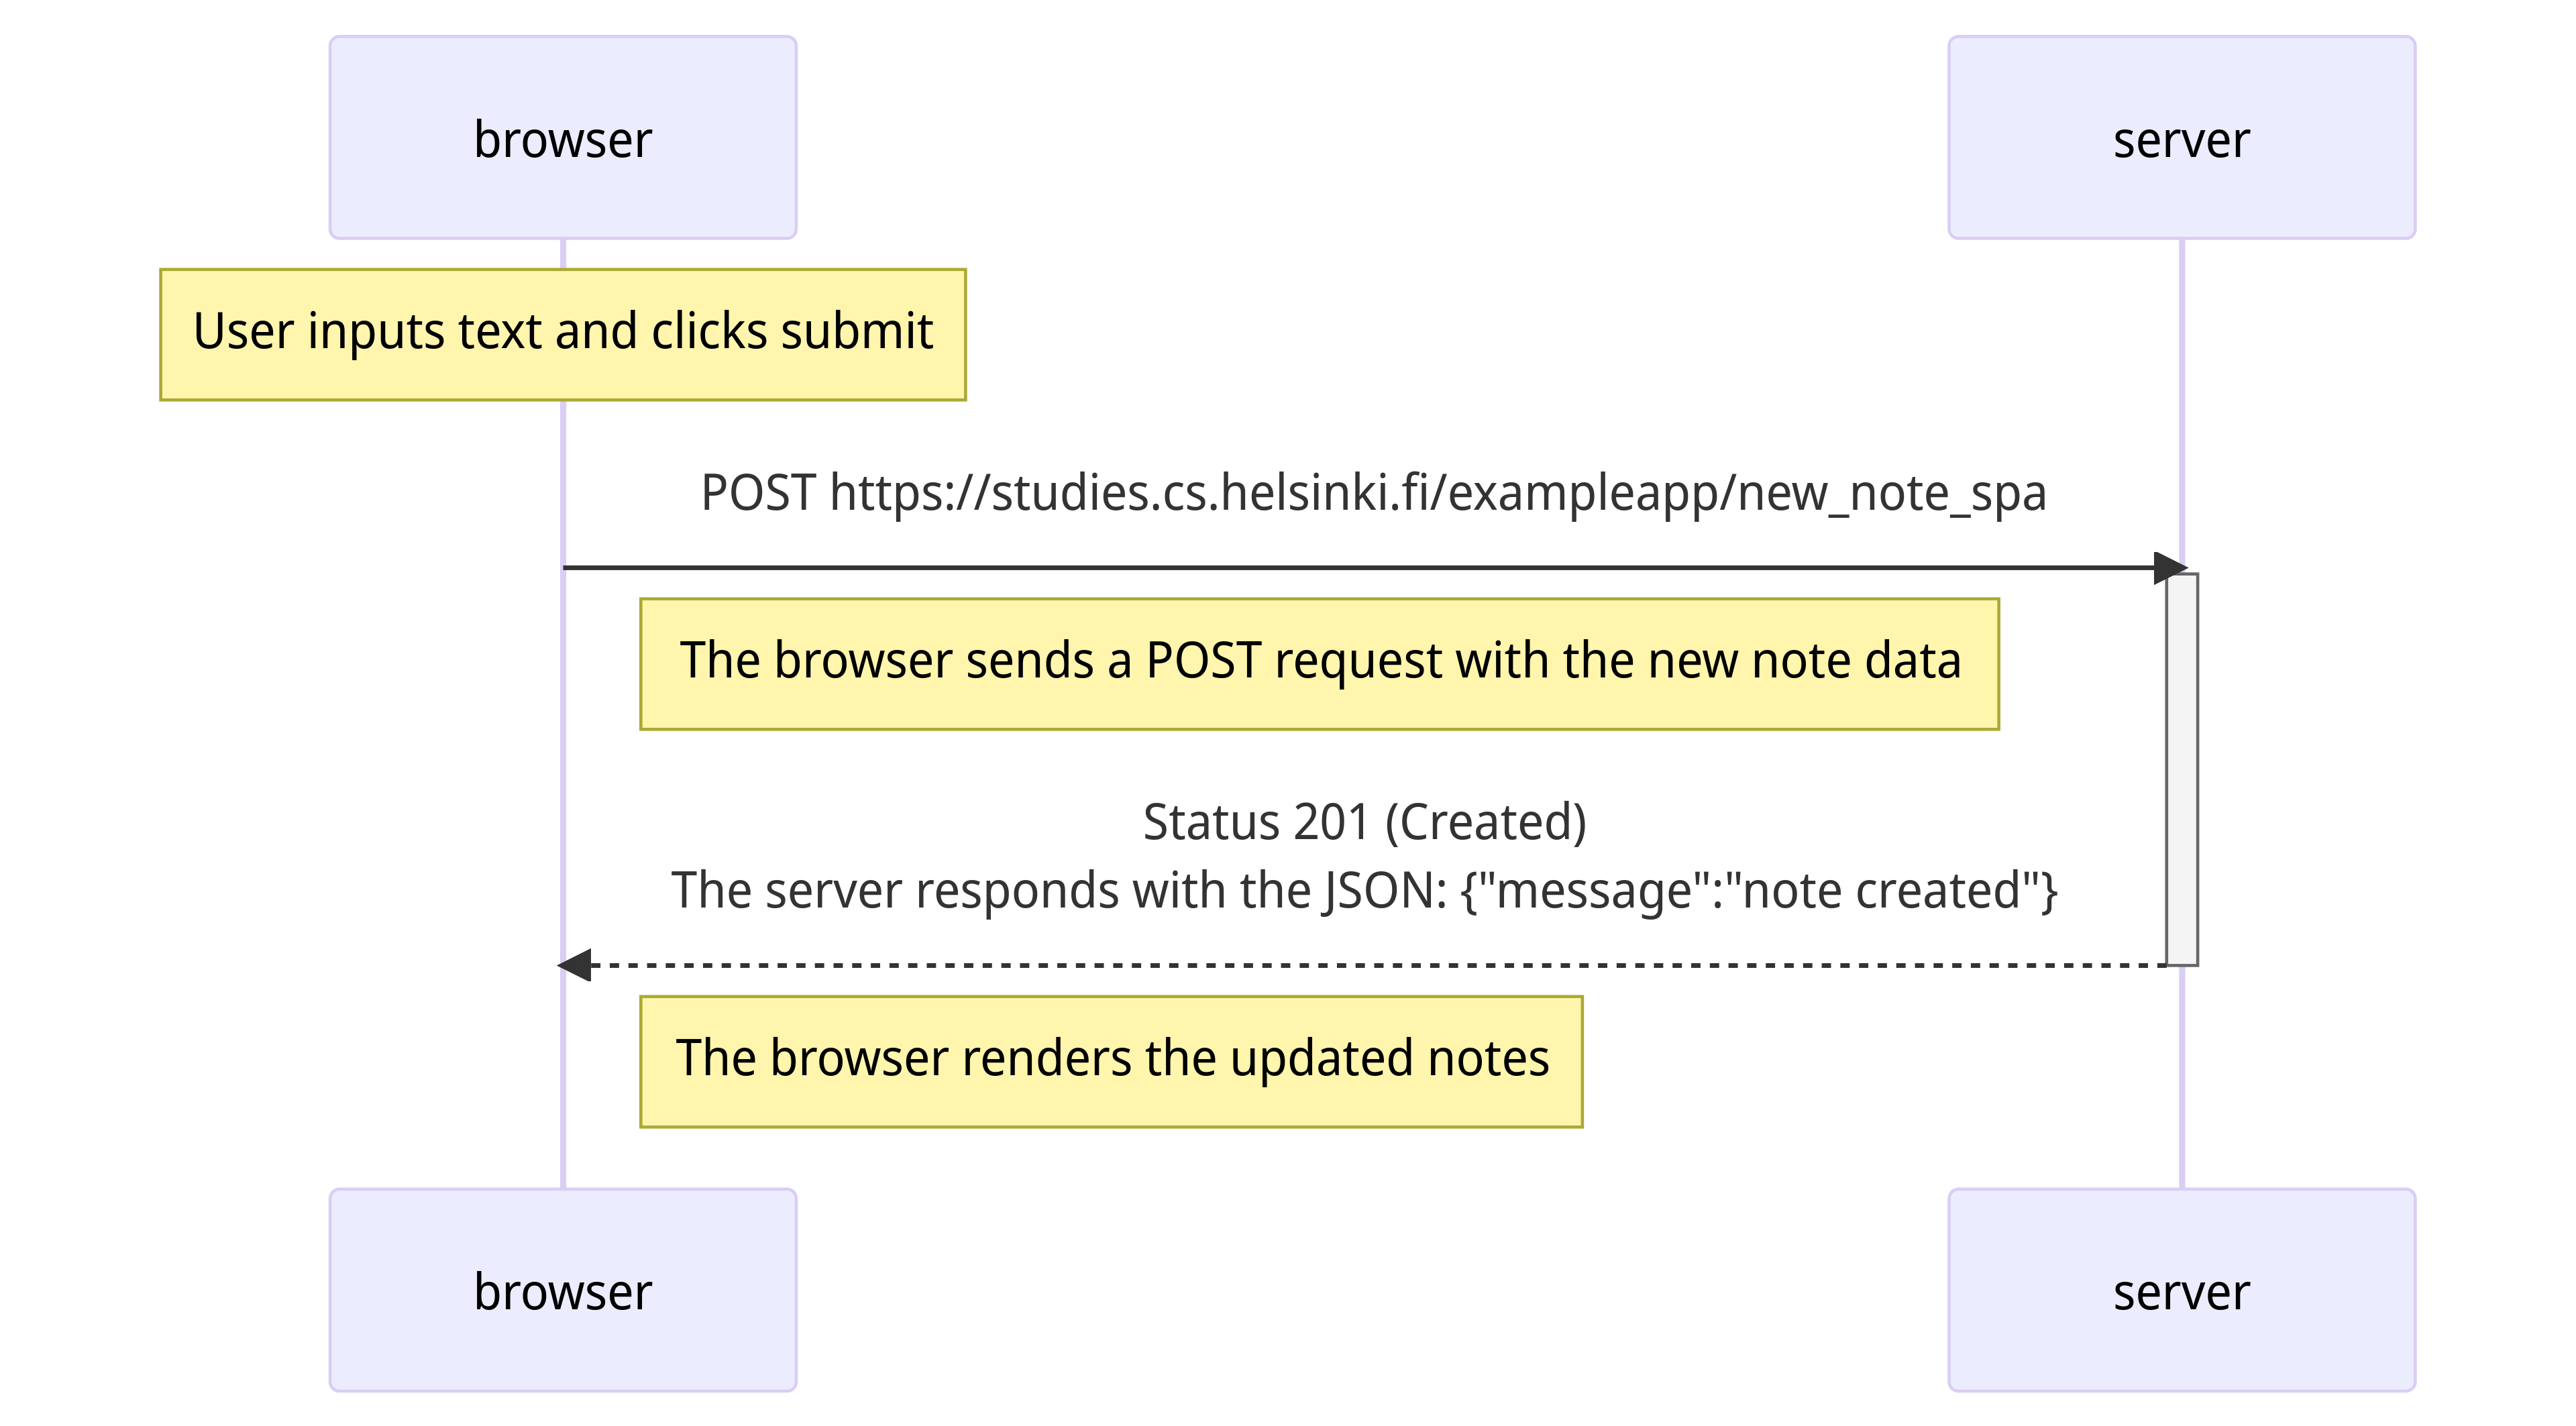 browser
server
User inputs text and clicks submit
POST https://studies.cs.helsinki.fi/exampleapp/new_note_spa
The browser sends a POST request with the new note data
Status 201 (Created)
The server responds with the JSON: {"message":"note created"}
The browser renders the updated notes
browser
server